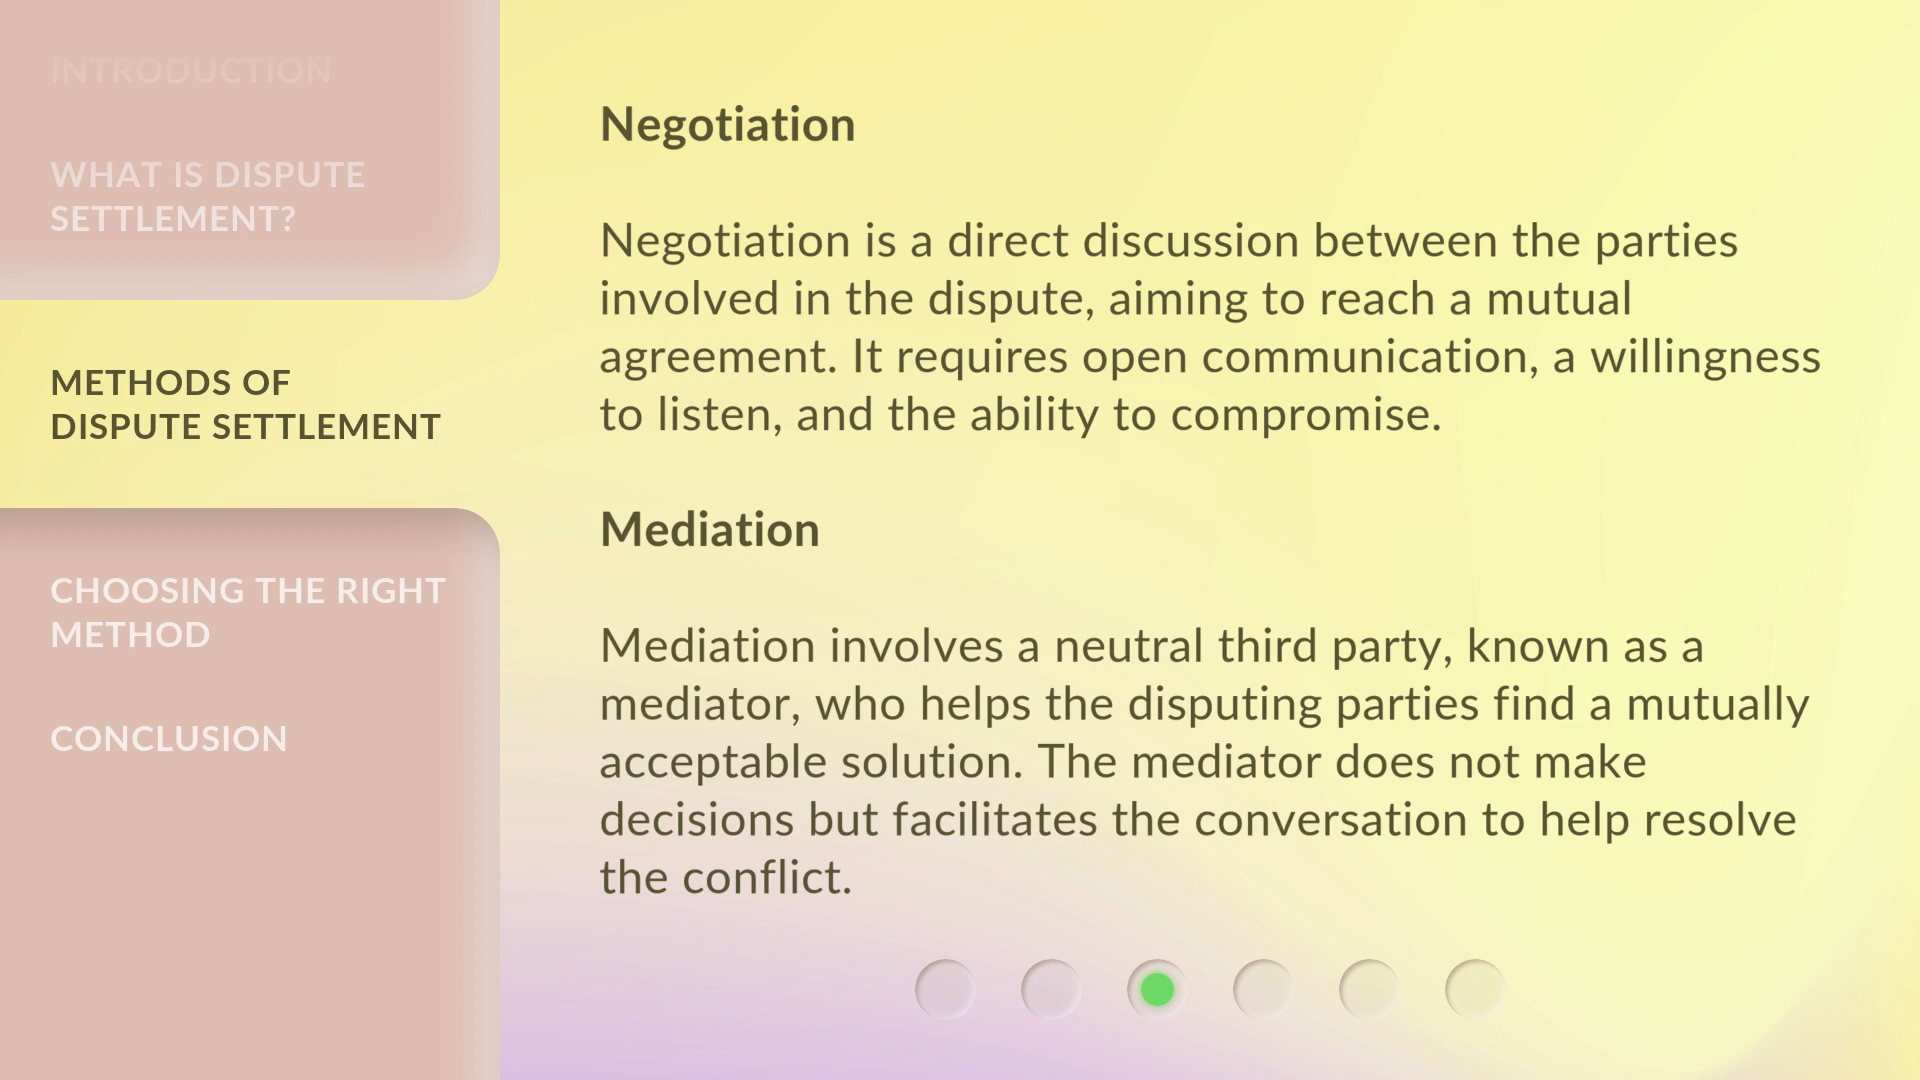 INTRODUCTION
WHAT IS DISPUTE
SETTLEMENT?
METHODS OF
DISPUTE SETTLEMENT
CHOOSING THE RIGHT
METHOD
CONCLUSION
Negotiation
Negotiation is a direct discussion between the parties
involved in the dispute, aiming to reach a mutual
agreement. It requires open communication, a willingness
to listen, and the ability to compromise.
Mediation
Mediation involves a neutral third party, known as a
mediator, who helps the disputing parties find a mutually
acceptable solution. The mediator does not make
decisions but facilitates the conversation to help resolve
the conflict.